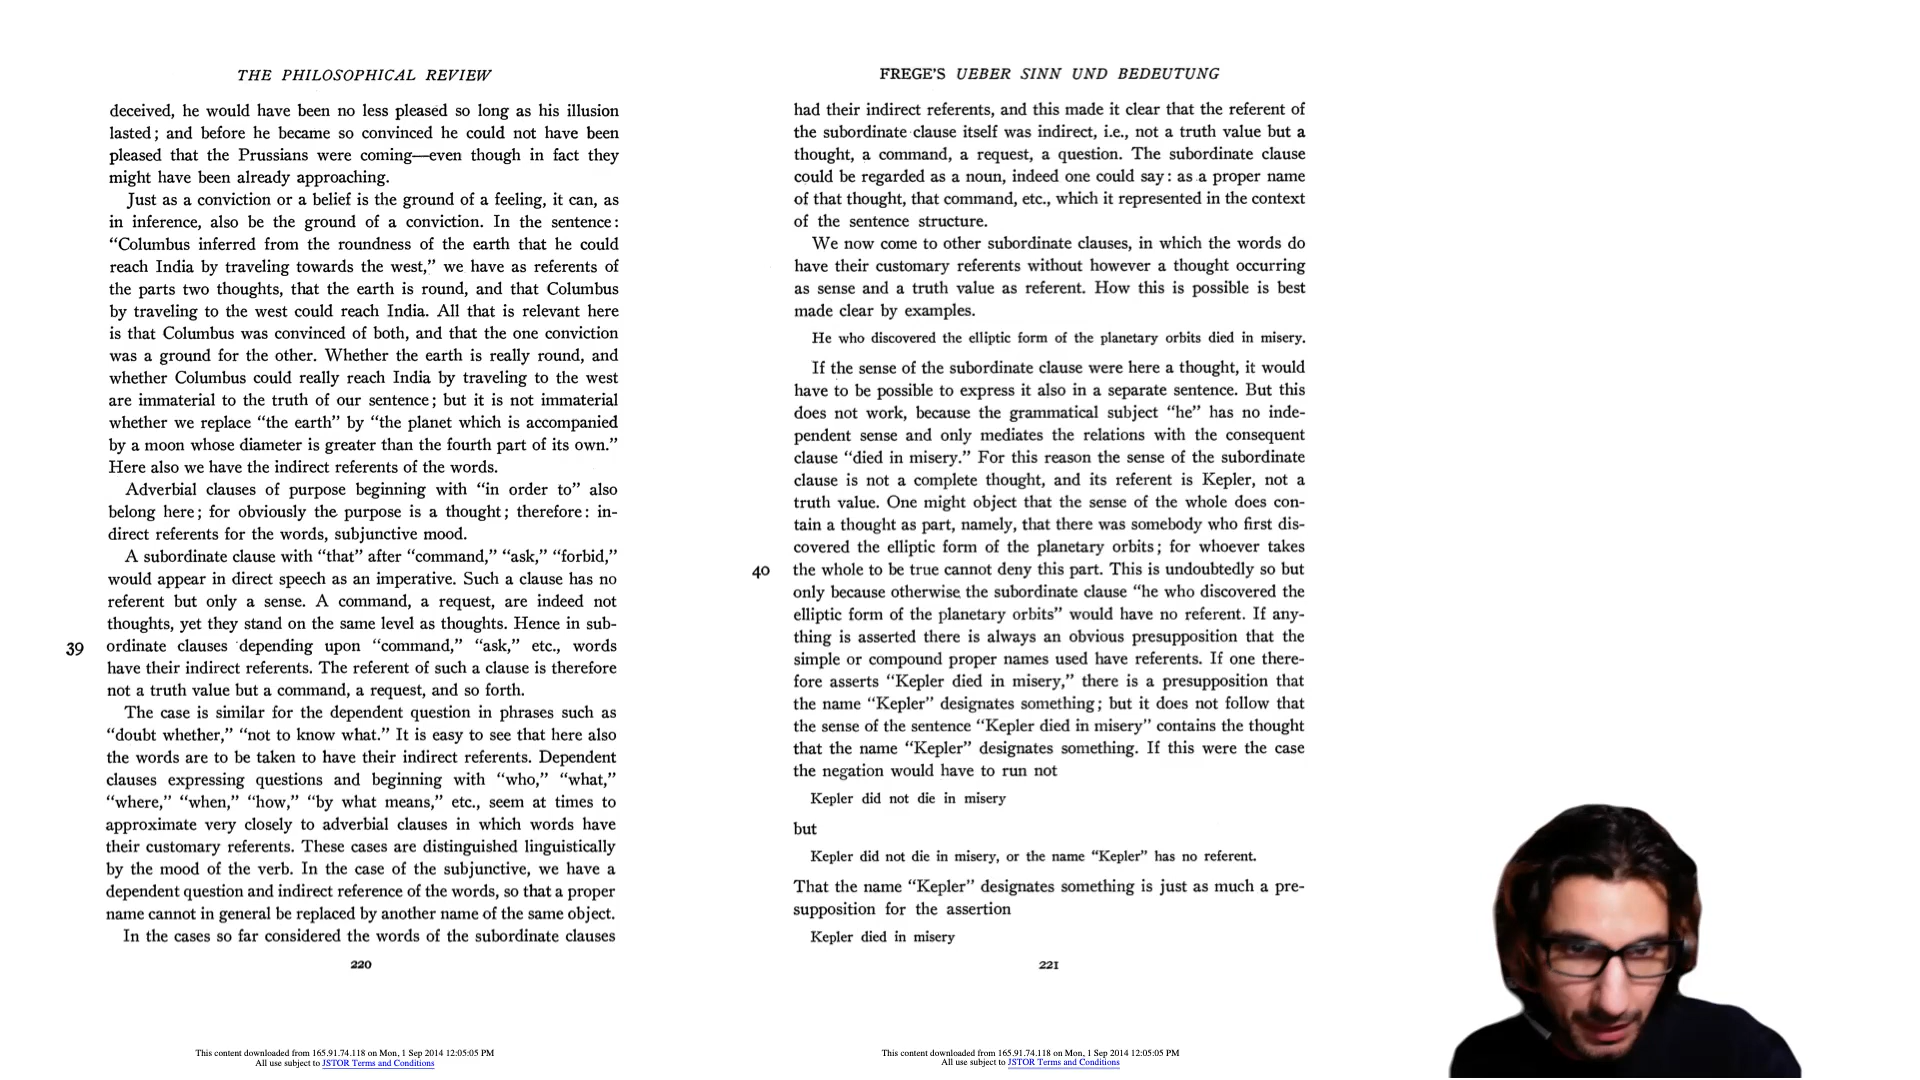 THE PHILOSOPHICAL REVIEW
deceived, he would have been no less pleased so long as his illusion
lasted; and before he became so convinced he could not have been
pleased that the Prussians were coming—even though in fact they
might have been already approaching.
Just as a conviction or a belief is the ground of a feeling, it can, as
in inference, also be the ground of a conviction. In the sentence:
“Columbus inferred from the roundness of the earth that he could
reach India by traveling towards the west,” we have as referents of
the parts two thoughts, that the earth is round, and that Columbus
by traveling to the west could reach India. All that is relevant here
is that Columbus was convinced of both, and that the one conviction
was a ground for the other. Whether the earth is really round, and
whether Columbus could really reach India by traveling to the west
are immaterial to the truth of our sentence; but it is not immaterial
whether we replace “the earth” by “the planet which is accompanied
by a moon whose diameter is greater than the fourth part of its own.”
Here also we have the indirect referents of the words.
Adverbial clauses of purpose beginning with “in order to” also
belong here; for obviously the purpose is a thought; therefore: in-
direct referents for the words, subjunctive mood.
A subordinate clause with “that” after “command,” “ask,” “forbid,”
would appear in direct speech as an imperative. Such a clause has no
referent but only a sense. A command, a request, are indeed not
thoughts, yet they stand on the same level as thoughts. Hence in sub-
39 ordinate clauses depending upon “command,” “ask,” etc., words
have their indirect referents. The referent of such a clause is therefore
not a truth value but a command, a request, and so forth.
The case is similar for the dependent question in phrases such as
“doubt whether,” “not to know what.” It is easy to see that here also
the words are to be taken to have their indirect referents. Dependent
clauses expressing questions and beginning with “who,” “what,”
“where,” “when,” “how,” “by what means,” etc., seem at times to
approximate very closely to adverbial clauses in which words have
their customary referents. These cases are distinguished linguistically
by the mood of the verb. In the case of the subjunctive, we have a
dependent question and indirect reference of the words, so that a proper
name cannot in general be replaced by another name of the same object.
In the cases so far considered the words of the subordinate clauses
220
This content downloaded from 165.91.74.118 on Mon, 1 Sep 2014 12:05:05 PM
All use subject to JSTOR Terms and Conditions
FREGE'S UEBER SINN UND BEDEUTUNG
had their indirect referents, and this made it clear that the referent of
the subordinate clause itself was indirect, i.e., not a truth value but a
thought, a command, a request, a question. The subordinate clause
could be regarded as a noun, indeed one could say: as a proper name
of that thought, that command, etc., which it represented in the context
of the sentence structure.
We now come to other subordinate clauses, in which the words do
have their customary referents without however a thought occurring
as sense and a truth value as referent. How this is possible is best
made clear by examples.
He who discovered the elliptic form of the planetary orbits died in misery.
If the sense of the subordinate clause were here a thought, it would
have to be possible to express it also in a separate sentence. But this
does not work, because the grammatical subject “he” has no inde-
pendent sense and only mediates the relations with the consequent
clause “died in misery.” For this reason the sense of the subordinate
clause is not a complete thought, and its referent is Kepler, not a
truth value. One might object that the sense of the whole does con-
tain a thought as part, namely, that there was somebody who first dis-
covered the elliptic form of the planetary orbits; for whoever takes
40 the whole to be true cannot deny this part. This is undoubtedly so but
only because otherwise the subordinate clause “he who discovered the
elliptic form of the planetary orbits” would have no referent. If any-
thing is asserted there is always an obvious presupposition that the
simple or compound proper names used have referents. If one there-
fore asserts “Kepler died in misery,” there is a presupposition that
the name “Kepler” designates something; but it does not follow that
the sense of the sentence “Kepler died in misery” contains the thought
that the name “Kepler” designates something. If this were the case
the negation would have to run not
Kepler did not die in misery
but
Kepler did not die in misery, or the name “Kepler” has no referent.
That the name “Kepler” designates something is just as much a pre-
supposition for the assertion
Kepler died in misery
221
This content downloaded from 165.91.74.118 on Mon, 1 Sep 2014 12:05:05 PM
All use subject to JSTOR Terms and Conditions